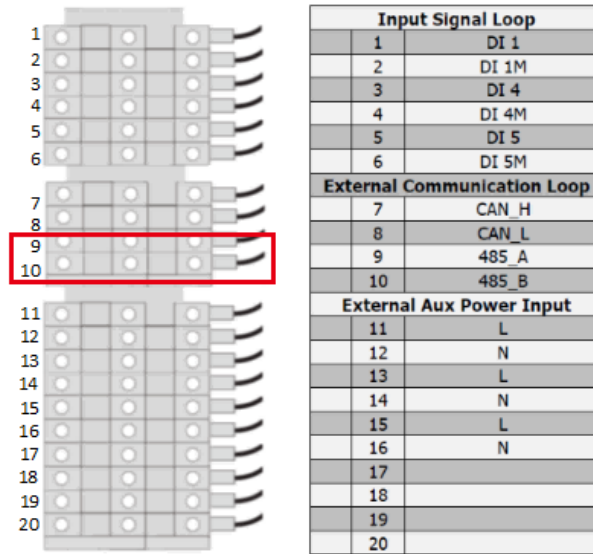 1
2
3
4
5
6
7
8
9
10
11
12
13
14
15
16
17
18
19
20
Input Signal Loop
1 DI 1
2 DI 1M
3 DI 4
4 DI 4M
5 DI 5
6 DI 5M
External Communication Loop
7 CAN_H
8 CAN_L
9 485_A
10 485_B
External Aux Power Input
11 L
12 N
13 L
14 N
15 L
16 N
17
18
19
20